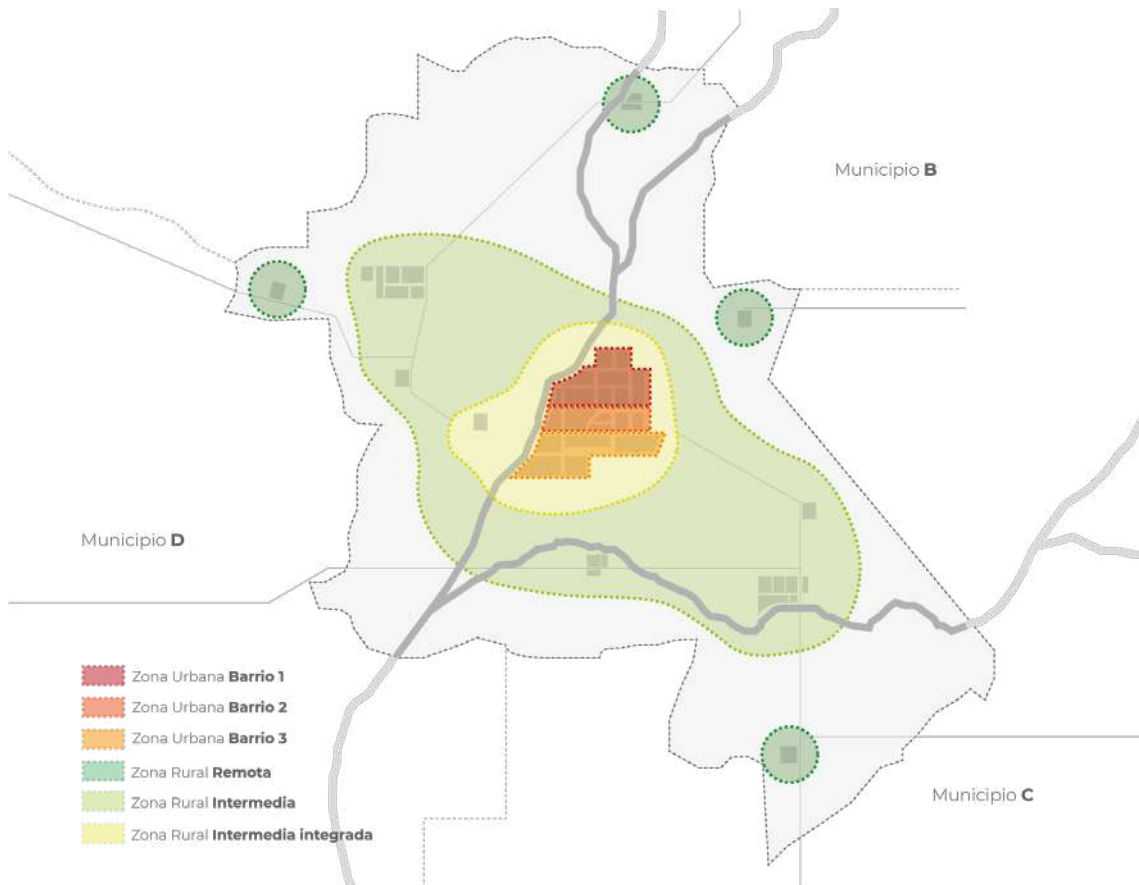 Municipio B
Municipio D
Zona Urbana Barrio 1
Zona Urbana Barrio 2
Zona Urbana Barrio 3
Zona Rural Remota
Zona Rural Intermedia
Zona Rural Intermedia integrada
Municipio C